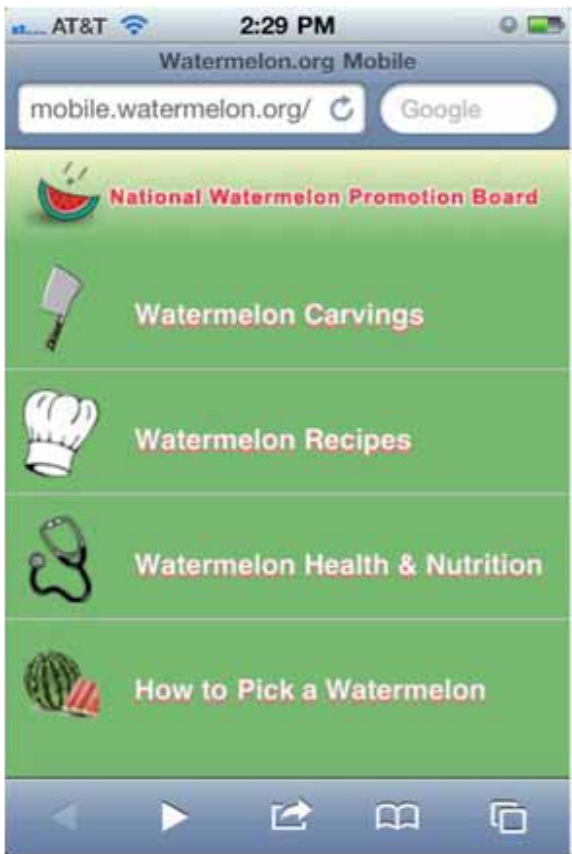 AT&T 2:29 PM
Watermelon.org Mobile
mobile.watermelon.org/ Google
National Watermelon Promotion Board
Watermelon Carvings
Watermelon Recipes
Watermelon Health & Nutrition
How to Pick a Watermelon